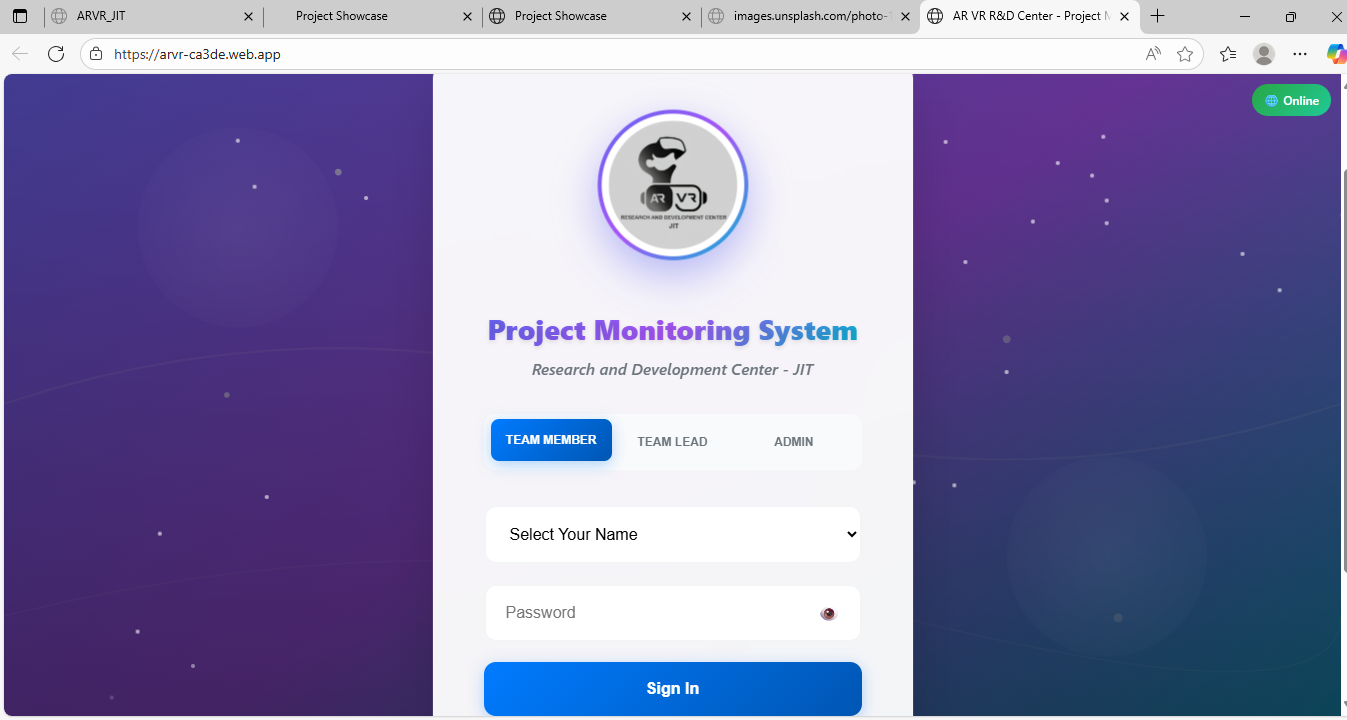 ARVR_JIT
Project Showcase
Project Showcase
images.unsplash.com/photo-1
AR VR R&D Center - Project M
https://arvr-ca3de.web.app
Online
AR VR
RESEARCH AND DEVELOPMENT CENTER
JIT
Project Monitoring System
Research and Development Center - JIT
TEAM MEMBER
TEAM LEAD
ADMIN
Select Your Name
Password
Sign In